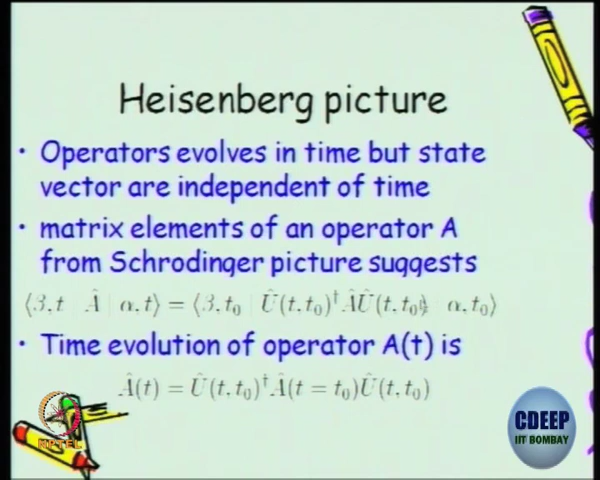 Heisenberg picture
• Operators evolves in time but state
vector are independent of time
• matrix elements of an operator A
from Schrodinger picture suggests
⟨β, t | Â | α, t⟩ = ⟨β, t₀ | Û(t, t₀)† Â Û(t, t₀) | α, t₀⟩
• Time evolution of operator A(t) is
Â(t) = Û(t, t₀)† Â(t = t₀) Û(t, t₀)
NPTEL
CDEEP
IIT BOMBAY